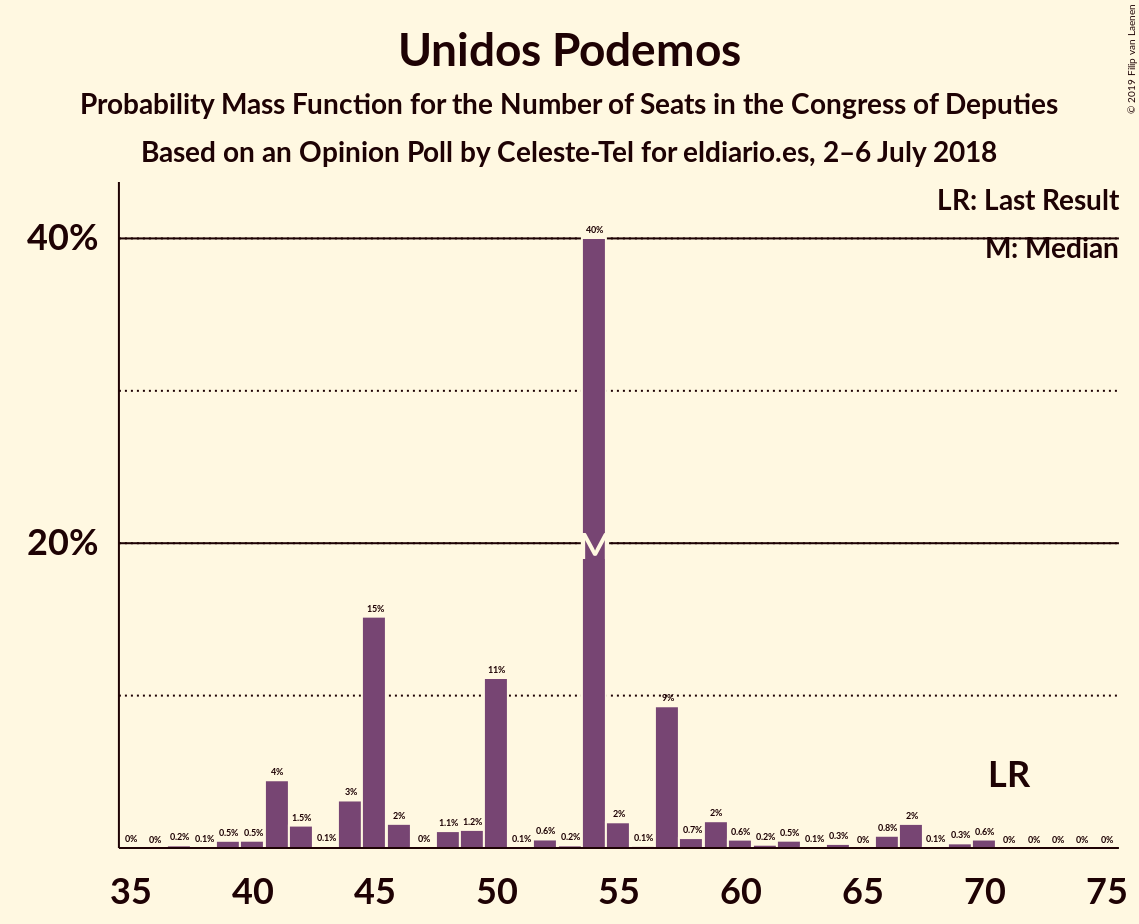 Unidos Podemos
Probability Mass Function for the Number of Seats in the Congress of Deputies
Based on an Opinion Poll by Celeste-Tel for eldiario.es, 2–6 July 2018
© 2019 Filip van Laenen
LR: Last Result
M: Median
40%
20%
0% 0% 0.2% 0.1% 0.5% 0.5% 4% 1.5% 0.1% 3% 15% 2% 0% 1.1% 1.2% 11% 0.1% 0.6% 0.2% 40% 2% 0.1% 9% 0.7% 2% 0.6% 0.2% 0.5% 0.1% 0.3% 0% 0.8% 2% 0.1% 0.3% 0.6% 0% 0% 0% 0% 0%
M
LR
35 40 45 50 55 60 65 70 75